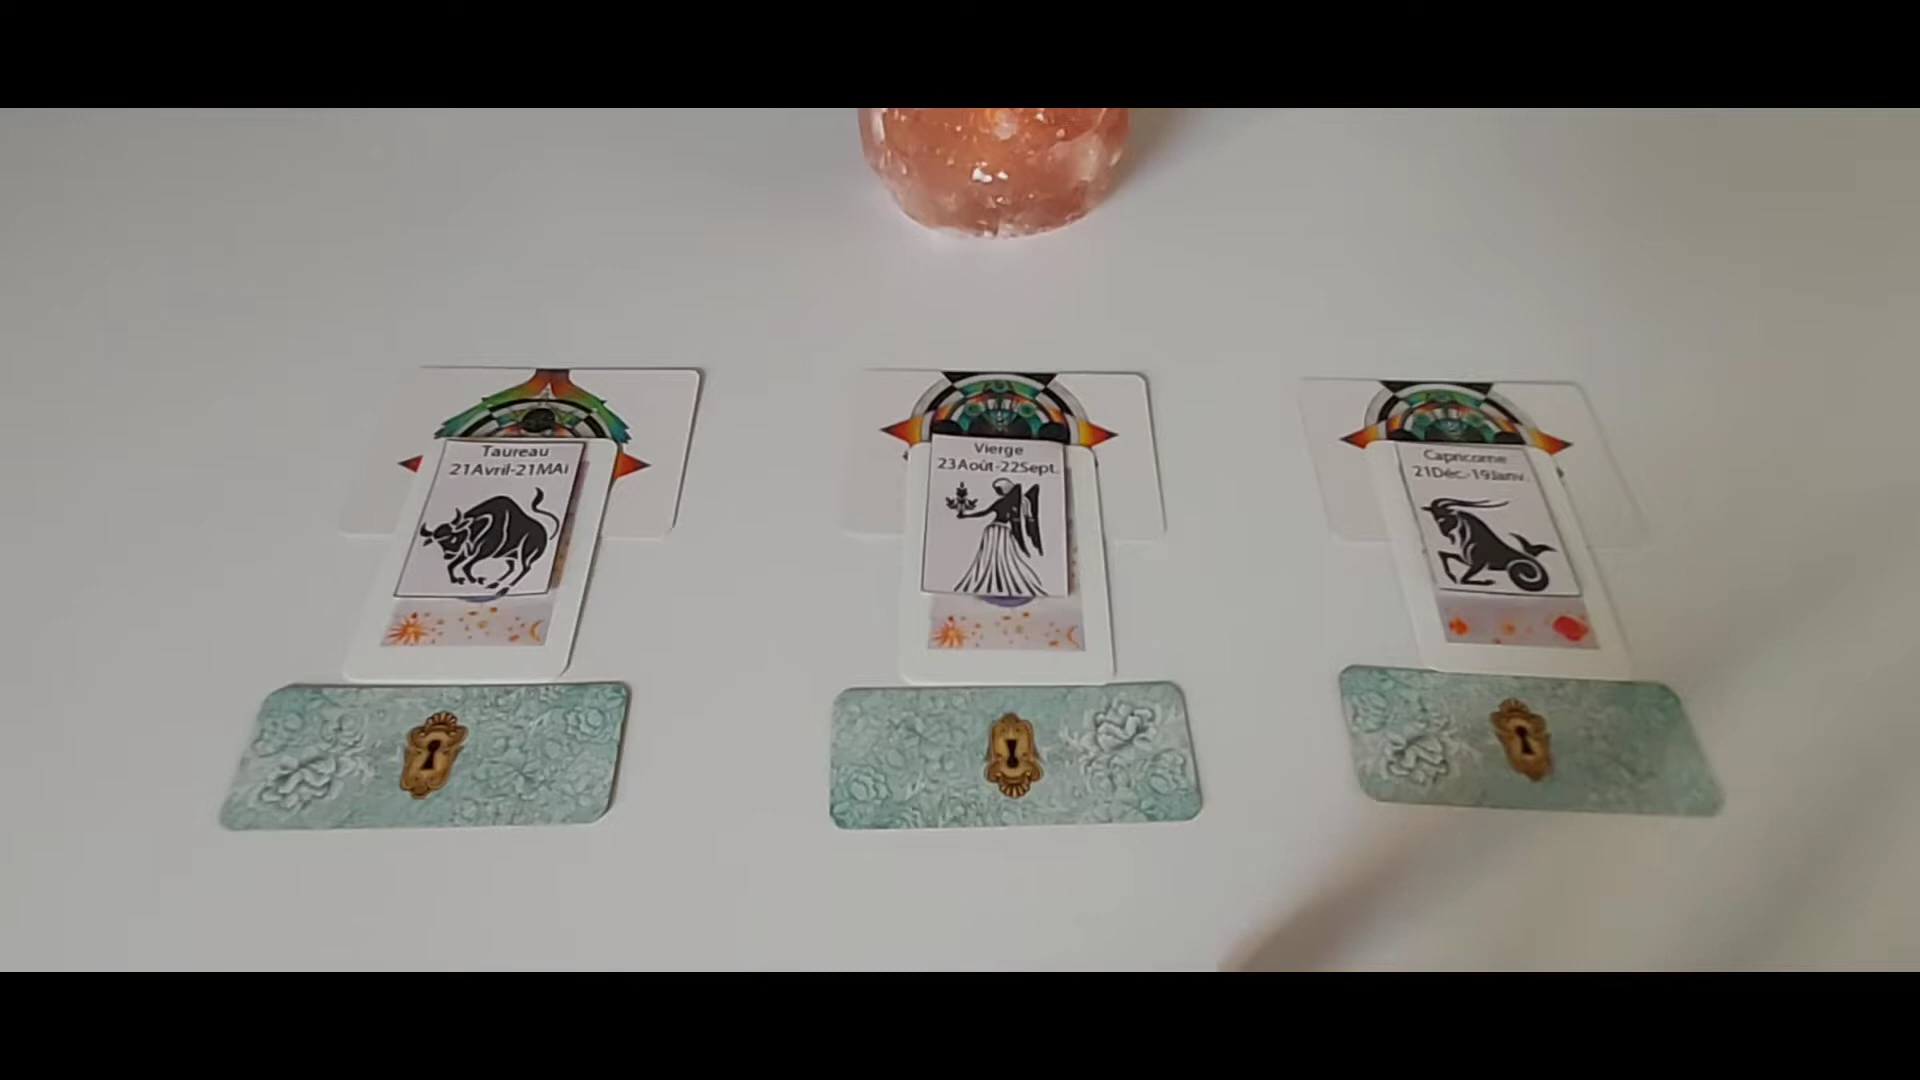 Taureau
21Avril-21MAi
Vierge
23Août-22Sept.
Capricorne
21Déc.-19Janv.